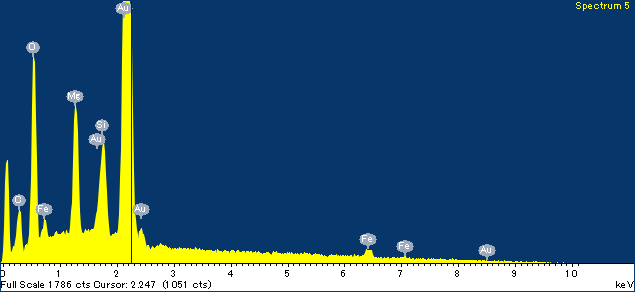 Spectrum 5
Au
O
Mg
Si
Au
O
Fe
Au
Fe
Fe
Au
0 1 2 3 4 5 6 7 8 9 10
Full Scale 1786 cts Cursor: 2.247 (1051 cts) keV